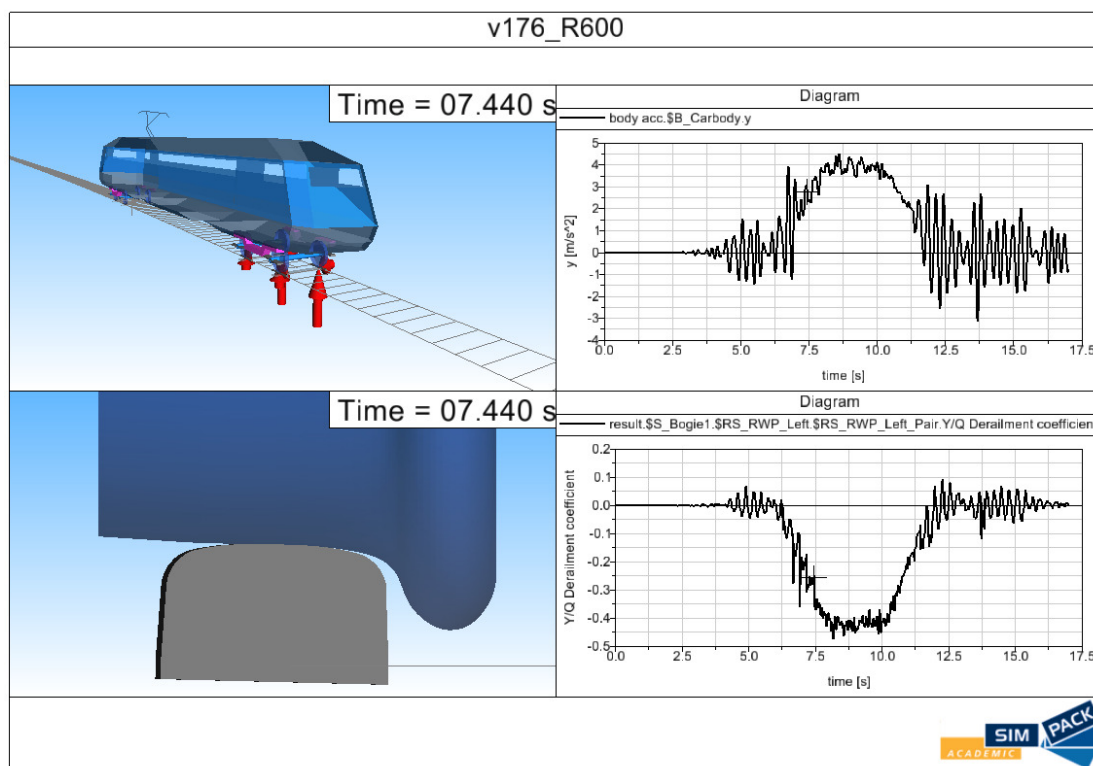 v176_R600
Time = 07.440 s
Diagram
body acc.$B_Carbody.y
5
4
3
2
1
0
-1
-2
-3
-4
y [m/s^2]
0.0 2.5 5.0 7.5 10.0 12.5 15.0 17.5
time [s]
Time = 07.440 s
Diagram
result.$S_Bogie1.$RS_RWP_Left.$RS_RWP_Left_Pair.Y/Q Derailment coefficien
0.2
0.1
0.0
-0.1
-0.2
-0.3
-0.4
-0.5
Y/Q Derailment coefficient
0.0 2.5 5.0 7.5 10.0 12.5 15.0 17.5
time [s]
SIM PACK
ACADEMIC